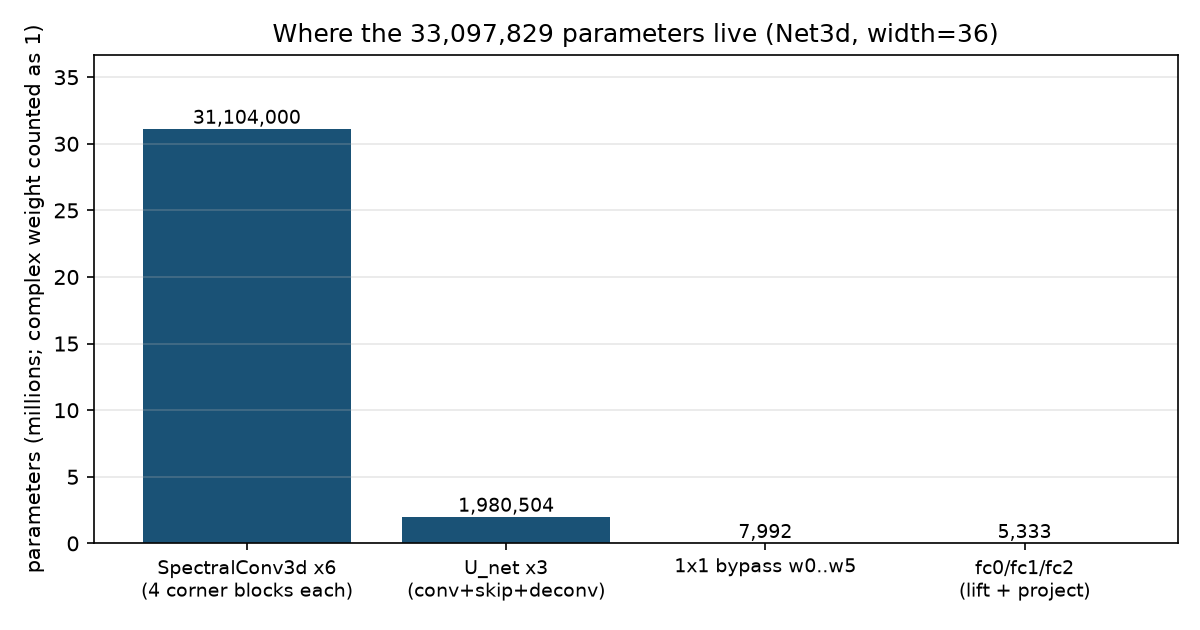 Where the 33,097,829 parameters live (Net3d, width=36)
parameters (millions; complex weight counted as 1)
35
30
25
20
15
10
5
0
31,104,000
1,980,504
7,992
5,333
SpectralConv3d x6
(4 corner blocks each)
U_net x3
(conv+skip+deconv)
1x1 bypass w0..w5
fc0/fc1/fc2
(lift + project)